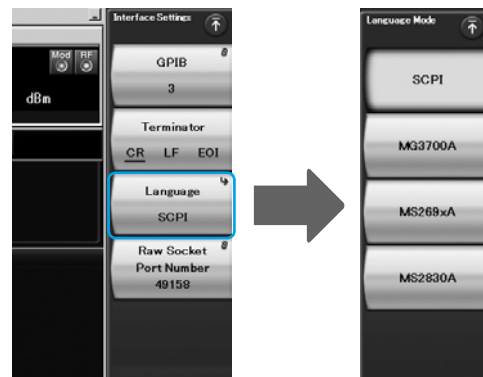 Interface Settings
Mod RF
dBm
GPIB
3
Terminator
CR LF EOI
Language
SCPI
Raw Socket
Port Number
49158
Language Mode
SCPI
MG3700A
MS269xA
MS2830A